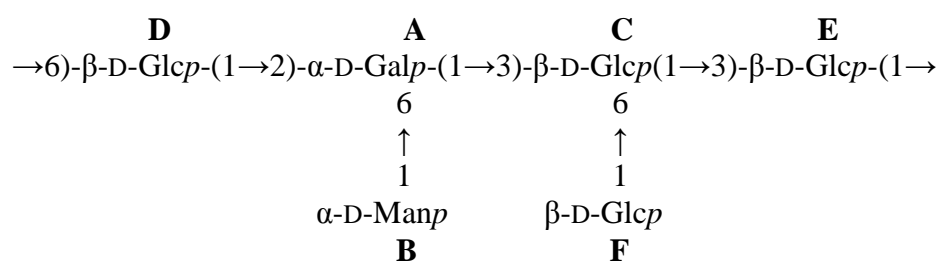 D A C E
→6)-β-D-Glcp-(1→2)-α-D-Galp-(1→3)-β-D-Glcp(1→3)-β-D-Glcp-(1→
6 6
↑ ↑
1 1
α-D-Manp β-D-Glcp
B F